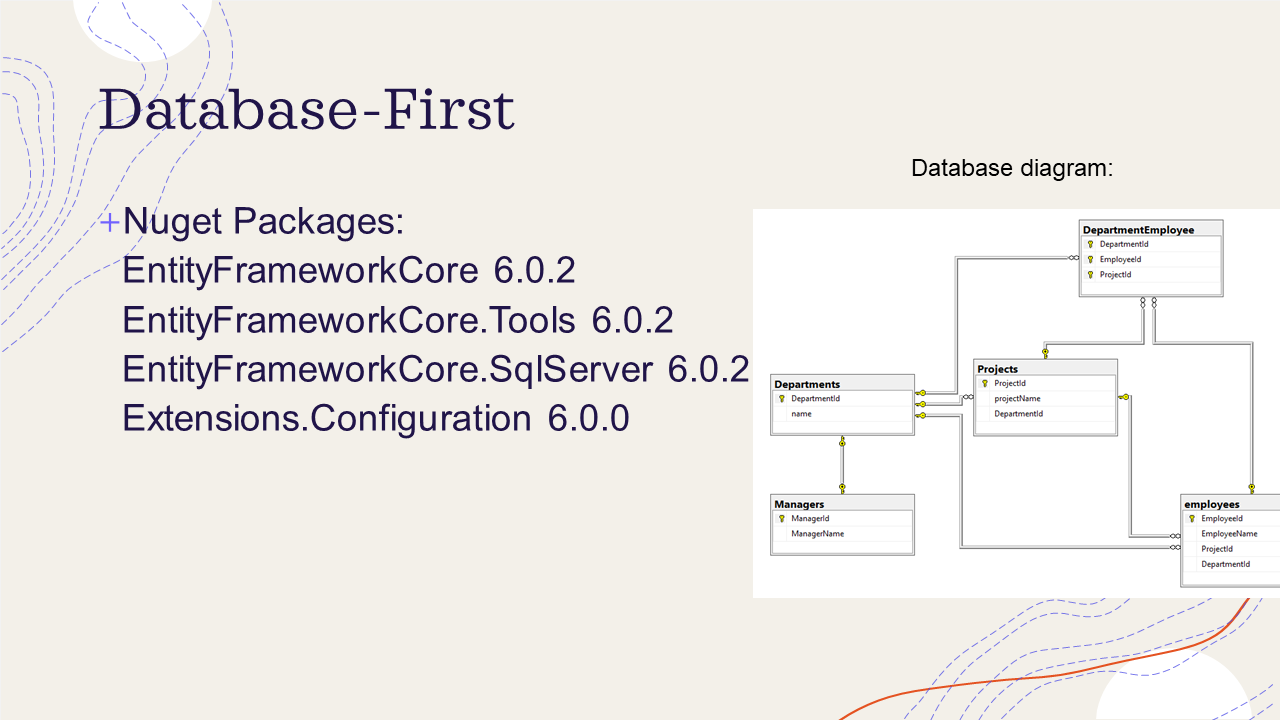 Database-First
Database diagram:
+Nuget Packages:
EntityFrameworkCore 6.0.2
EntityFrameworkCore.Tools 6.0.2
EntityFrameworkCore.SqlServer 6.0.2
Extensions.Configuration 6.0.0
DepartmentEmployee
DepartmentId
EmployeeId
ProjectId
Projects
ProjectId
projectName
DepartmentId
Departments
DepartmentId
name
Managers
ManagerId
ManagerName
employees
EmployeeId
EmployeeName
ProjectId
DepartmentId